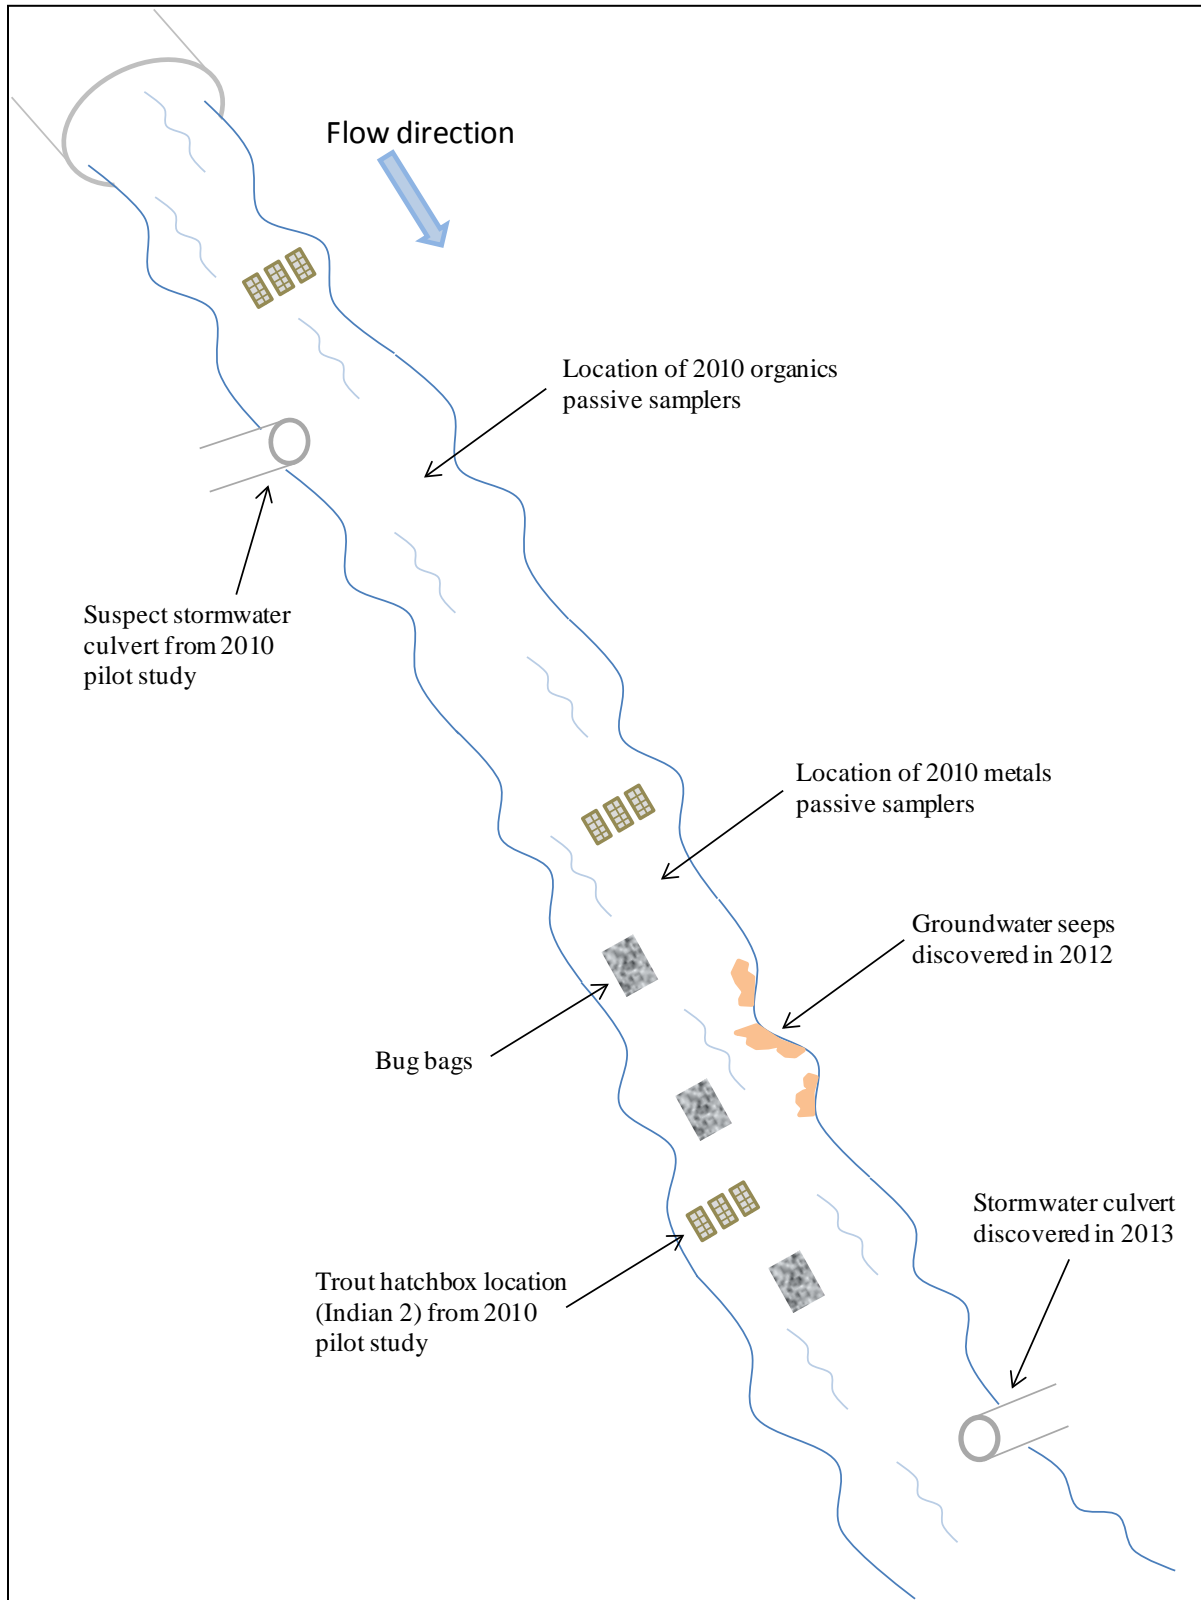 Flow direction
Location of 2010 organics
passive samplers
Suspect stormwater
culvert from 2010
pilot study
Location of 2010 metals
passive samplers
Groundwater seeps
discovered in 2012
Bug bags
Stormwater culvert
discovered in 2013
Trout hatchbox location
(Indian 2) from 2010
pilot study